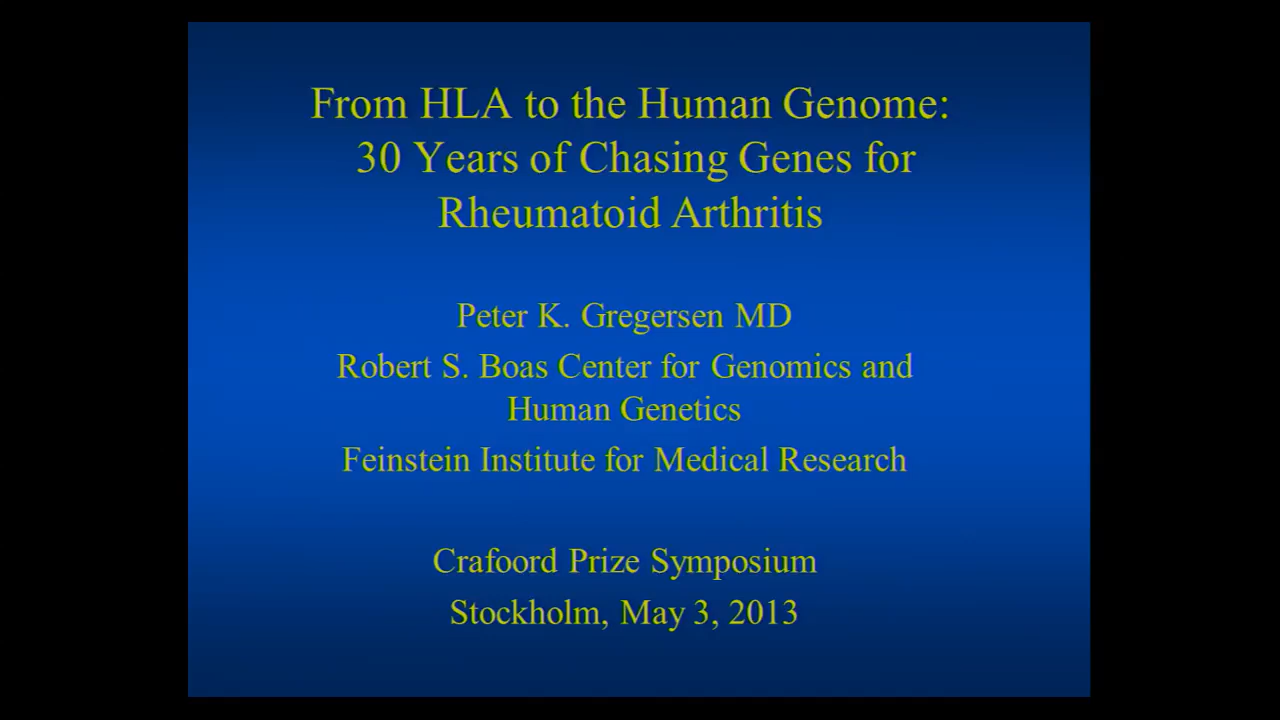 From HLA to the Human Genome:
30 Years of Chasing Genes for
Rheumatoid Arthritis
Peter K. Gregersen MD
Robert S. Boas Center for Genomics and
Human Genetics
Feinstein Institute for Medical Research
Crafoord Prize Symposium
Stockholm, May 3, 2013